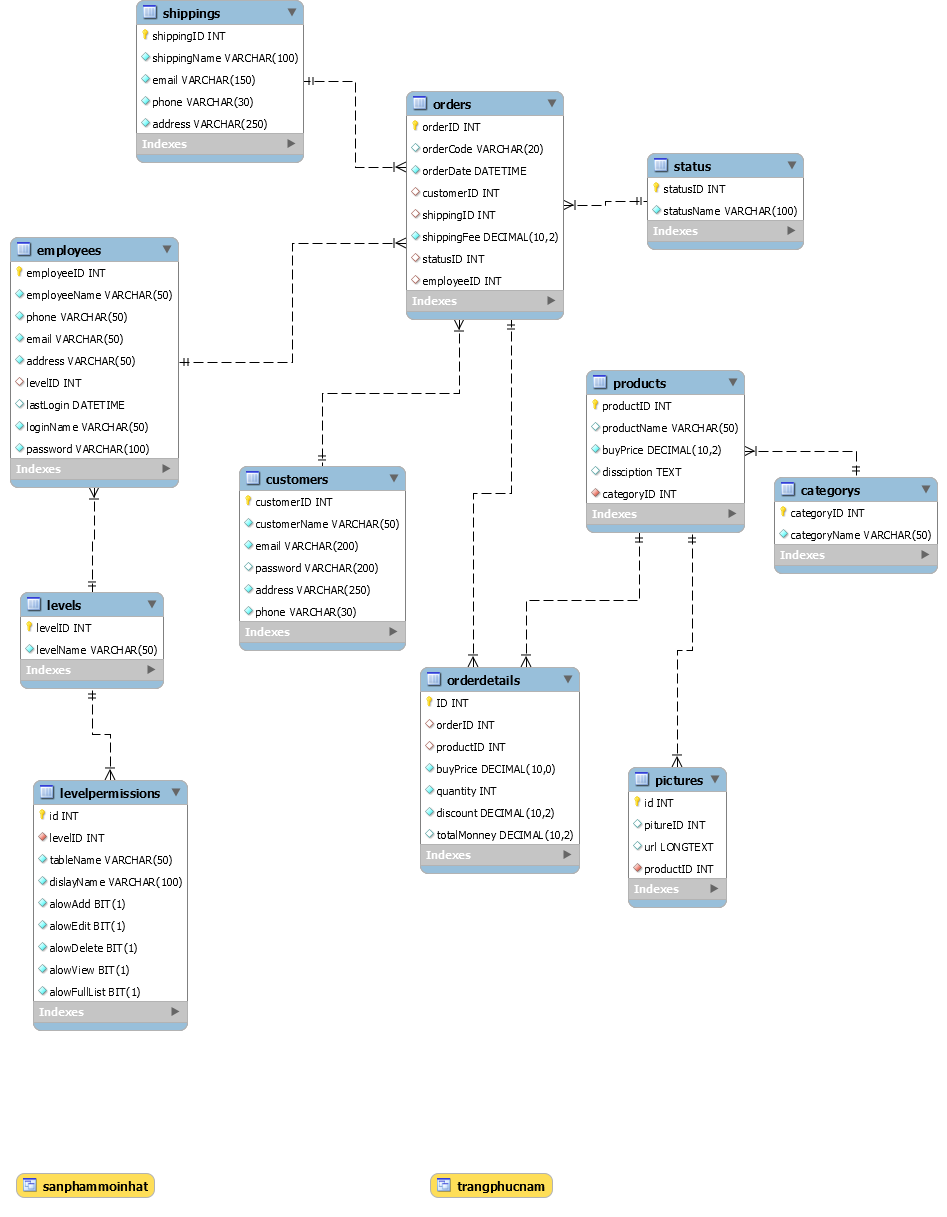 shippings
shippingID INT
shippingName VARCHAR(100)
email VARCHAR(150)
phone VARCHAR(30)
address VARCHAR(250)
Indexes
orders
orderID INT
orderCode VARCHAR(20)
orderDate DATETIME
customerID INT
shippingID INT
shippingFee DECIMAL(10,2)
statusID INT
employeeID INT
Indexes
status
statusID INT
statusName VARCHAR(100)
Indexes
employees
employeeID INT
employeeName VARCHAR(50)
phone VARCHAR(50)
email VARCHAR(50)
address VARCHAR(50)
levelID INT
lastLogin DATETIME
loginName VARCHAR(50)
password VARCHAR(100)
Indexes
products
productID INT
productName VARCHAR(50)
buyPrice DECIMAL(10,2)
dissciption TEXT
categoryID INT
Indexes
customers
customerID INT
customerName VARCHAR(50)
email VARCHAR(200)
password VARCHAR(200)
address VARCHAR(250)
phone VARCHAR(30)
Indexes
categorys
categoryID INT
categoryName VARCHAR(50)
Indexes
levels
levelID INT
levelName VARCHAR(50)
Indexes
orderdetails
ID INT
orderID INT
productID INT
buyPrice DECIMAL(10,0)
quantity INT
discount DECIMAL(10,2)
totalMonney DECIMAL(10,2)
Indexes
pictures
id INT
pitureID INT
url LONGTEXT
productID INT
Indexes
levelpermissions
id INT
levelID INT
tableName VARCHAR(50)
dislayName VARCHAR(100)
alowAdd BIT(1)
alowEdit BIT(1)
alowDelete BIT(1)
alowView BIT(1)
alowFullList BIT(1)
Indexes
sanphammoinhat
trangphucnam